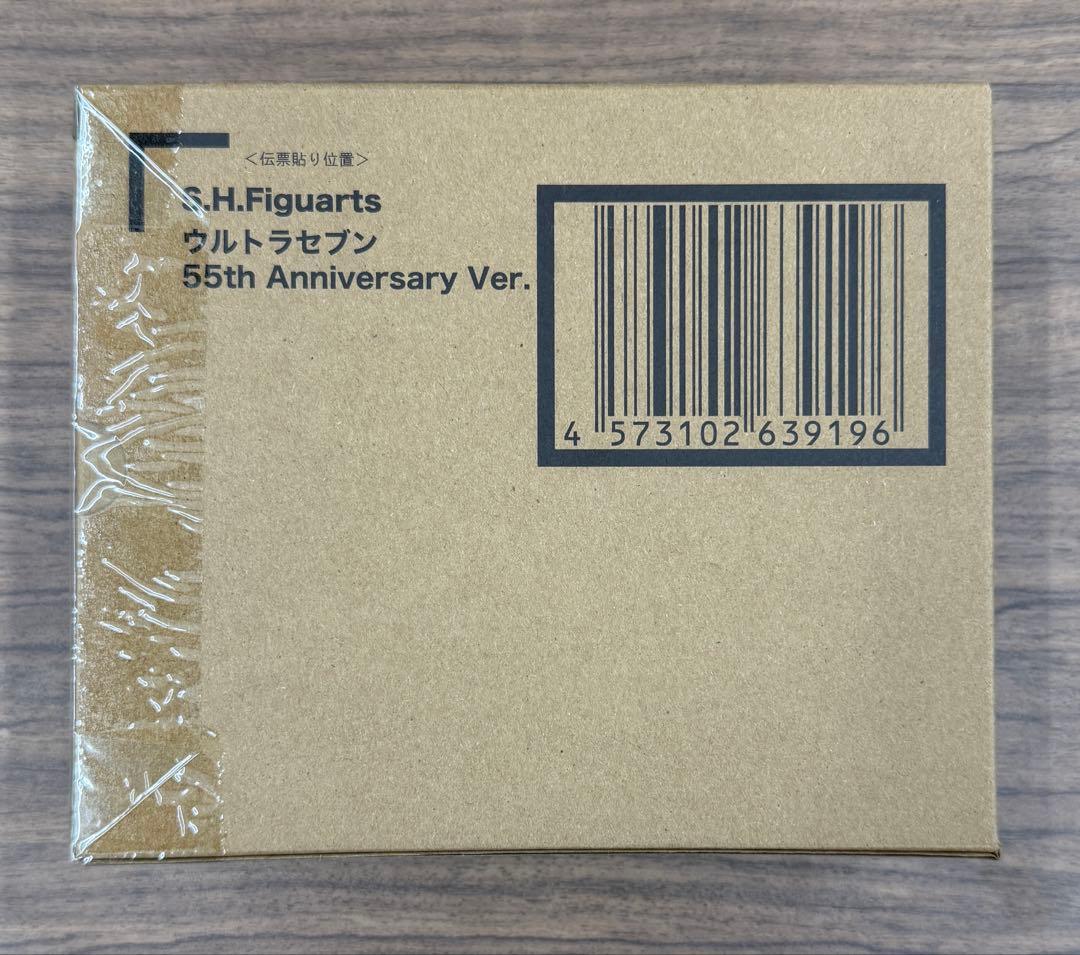 ＜伝票貼り位置＞
S.H.Figuarts
ウルトラセブン
55th Anniversary Ver.
4 573102 639196